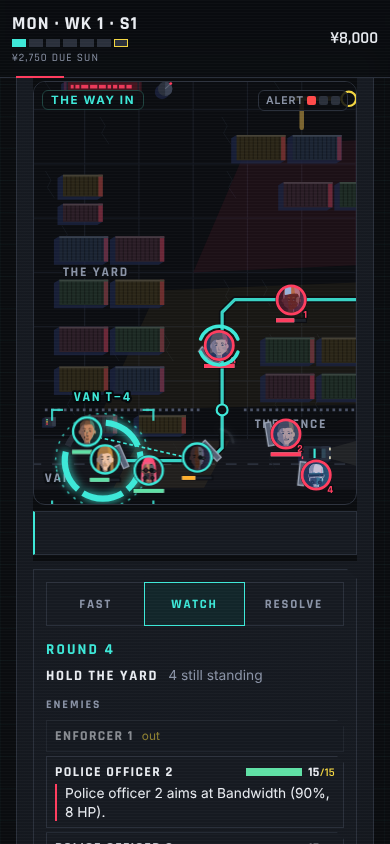 MON · WK 1 · S1
¥8,000
¥2,750 DUE SUN
THE WAY IN
ALERT
THE YARD
1
VAN T–4
2
4
FAST
WATCH
RESOLVE
ROUND 4
HOLD THE YARD 4 still standing
ENEMIES
ENFORCER 1 out
POLICE OFFICER 2
15/15
Police officer 2 aims at Bandwidth (90%,
8 HP).